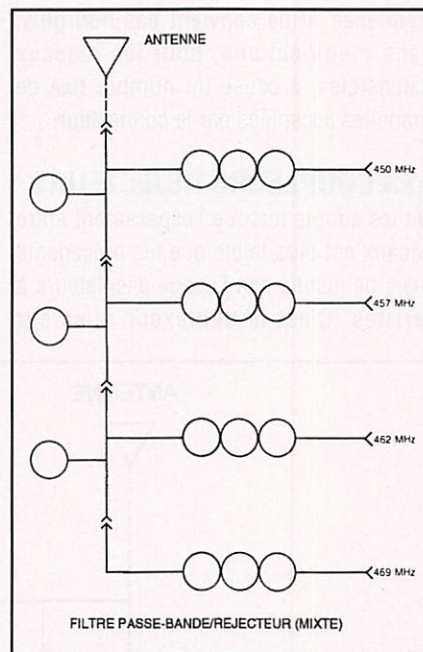 ANTENNE
450 MHz
457 MHz
462 MHz
469 MHz
FILTRE PASSE-BANDE/REJECTEUR (MIXTE)